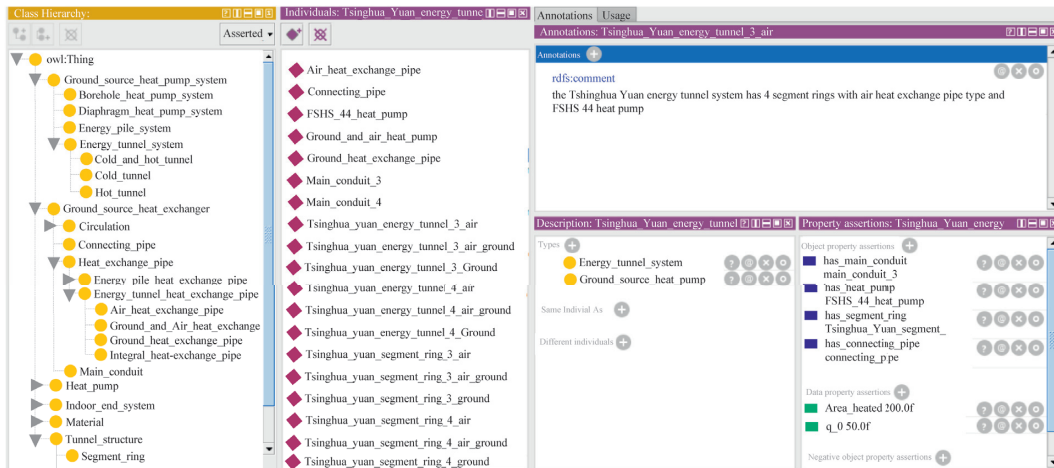 Class Hierarchy:
Asserted
owl:Thing
Ground_source_heat_pump_system
Borehole_heat_pump_system
Diaphragm_heat_pump_system
Energy_pile_system
Energy_tunnel_system
Cold_and_hot_tunnel
Cold_tunnel
Hot_tunnel
Ground_source_heat_exchanger
Circulation
Connecting_pipe
Heat_exchange_pipe
Energy_pile_heat_exchange_pipe
Energy_tunnel_heat_exchange_pipe
Air_heat_exchange_pipe
Ground_and_Air_heat_exchange
Ground_heat_exchange_pipe
Integral_heat-exchange_pipe
Main_conduit
Heat_pump
Indoor_end_system
Material
Tunnel_structure
Segment_ring
Individuals: Tsinghua_Yuan_energy_tunne
Air_heat_exchange_pipe
Connecting_pipe
FSHS_44_heat_pump
Ground_and_air_heat_pump
Ground_heat_exchange_pipe
Main_conduit_3
Main_conduit_4
Tsinghua_yuan_energy_tunnel_3_air
Tsinghua_yuan_energy_tunnel_3_air_ground
Tsinghua_yuan_energy_tunnel_3_Ground
Tsinghua_yuan_energy_tunnel_4_air
Tsinghua_yuan_energy_tunnel_4_air_ground
Tsinghua_yuan_energy_tunnel_4_Ground
Tsinghua_yuan_segment_ring_3_air
Tsinghua_yuan_segment_ring_3_air_ground
Tsinghua_yuan_segment_ring_3_ground
Tsinghua_yuan_segment_ring_4_air
Tsinghua_yuan_segment_ring_4_air_ground
Tsinghua_yuan_segment_ring_4_ground
Annotations Usage
Annotations: Tsinghua_Yuan_energy_tunnel_3_air
Annotations
rdfs:comment
the Tshinghua Yuan energy tunnel system has 4 segment rings with air heat exchange pipe type and
FSHS 44 heat pump
Description: Tsinghua_Yuan_energy_tunnel
Types
Energy_tunnel_system
Ground_source_heat_pump
Sane Indivial As
Different individuals
Property assertions: Tsinghua_Yuan_energy
Object property assertions
has_main_conduit
main_conduit_3
has_heat_pump
FSHS_44_heat_pump
has_segment_ring
Tsinghua_Yuan_segment_
has_connecting_pipe
connecting_pipe
Data property assertions
Area_heated 200.0f
q_0 50.0f
Negative object property assertions